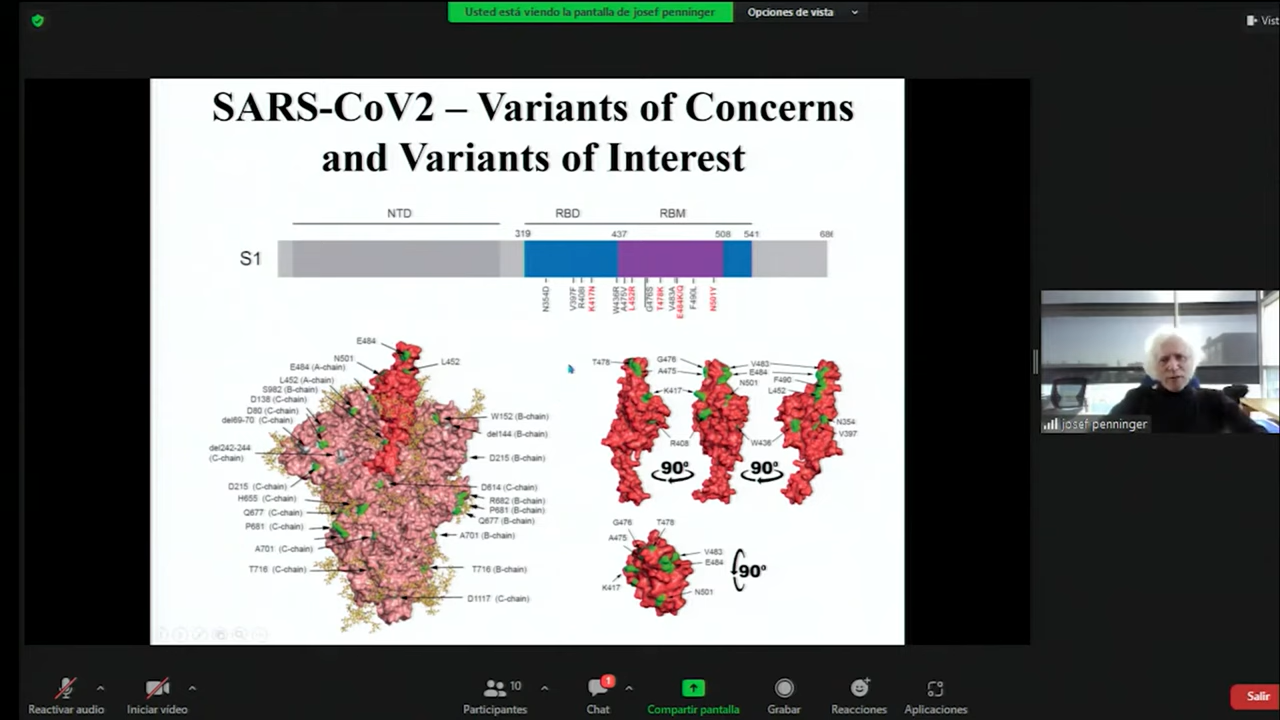 Usted está viendo la pantalla de josef penninger
Opciones de vista
Vist
SARS-CoV2 – Variants of Concerns
and Variants of Interest
NTD
RBD
RBM
319
437
508
541
686
S1
N354D
V397F
R408I
K417N
W436R
A475V
L452R
G476S
T478K
V483A
E484K/Q
F490L
N501Y
E484
N501
L452
E484 (A-chain)
L452 (A-chain)
S982 (B-chain)
D138 (C-chain)
D80 (C-chain)
del69-70 (C-chain)
del242-244
(C-chain)
D215 (C-chain)
H655 (C-chain)
Q677 (C-chain)
P681 (C-chain)
A701 (C-chain)
T716 (C-chain)
W152 (B-chain)
del144 (B-chain)
D215 (B-chain)
D614 (C-chain)
R682 (B-chain)
P681 (B-chain)
Q677 (B-chain)
A701 (B-chain)
T716 (B-chain)
D1117 (C-chain)
T478
G476
A475
K417
R408
V483
E484
N501
F490
L452
W436
N354
V397
90°
90°
G476
T478
A475
V483
E484
K417
N501
90°
josef penninger
Reactivar audio
Iniciar vídeo
10
Participantes
1
Chat
Compartir pantalla
Grabar
Reacciones
Aplicaciones
Salir